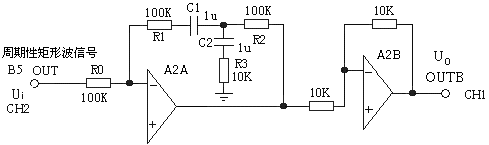 C1
100K
1u
100K
10K
R1
C2
1u
R2
周期性矩形波信号
R3
10K
A2A
A2B
U0
B5 OUT
R0
OUTB
Ui
100K
10K
CH1
CH2